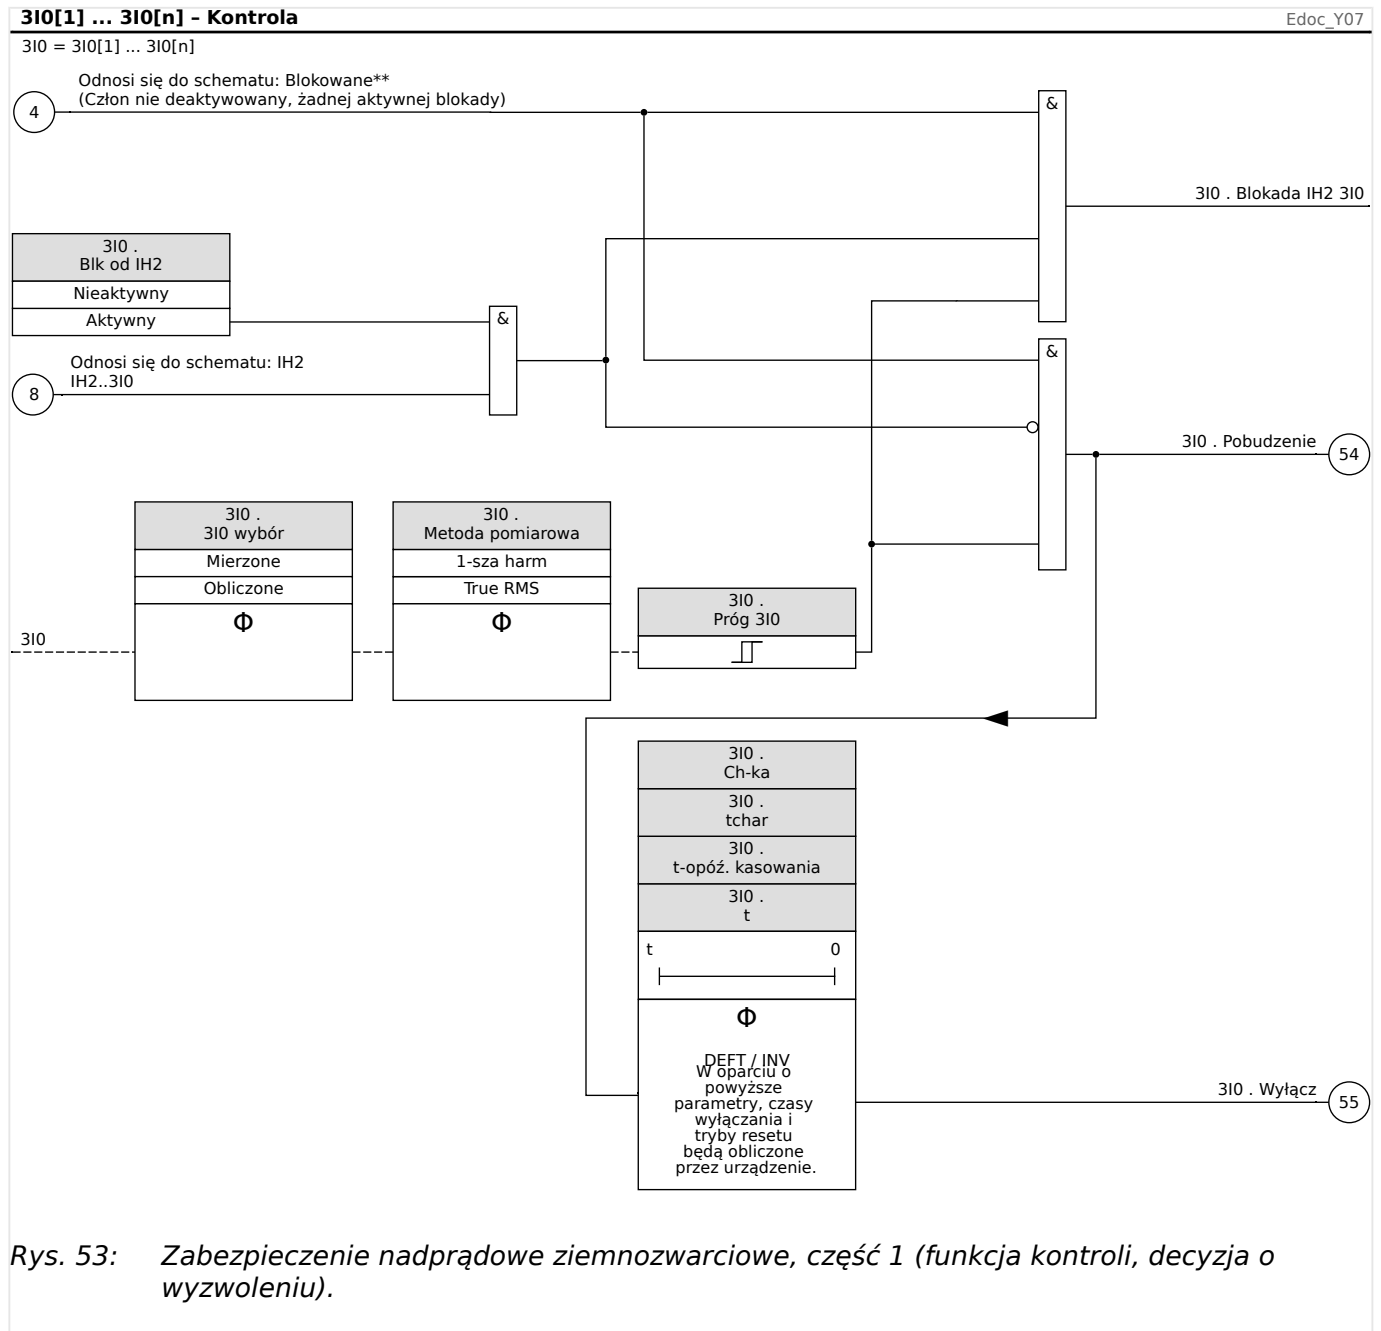 3I0[1] ... 3I0[n] – Kontrola
Edoc_Y07
3I0 = 3I0[1] ... 3I0[n]
Odnosi się do schematu: Blokowane**
(Człon nie deaktywowany, żadnej aktywnej blokady)
4
&
3I0 . Blokada IH2 3I0
3I0 .
Blk od IH2
Nieaktywny
Aktywny
&
Odnosi się do schematu: IH2
IH2..3I0
8
&
3I0 . Pobudzenie
54
3I0 .
3I0 wybór
Mierzone
Obliczone
Φ
3I0 .
Metoda pomiarowa
1-sza harm
True RMS
Φ
3I0 .
Próg 3I0
3I0
3I0 .
Ch-ka
3I0 .
tchar
3I0 .
t-opóź. kasowania
3I0 .
t
t 0
Φ
DEFT / INV
W oparciu o
powyższe
parametry, czasy
wyłączania i
tryby resetu
będą obliczone
przez urządzenie.
3I0 . Wyłącz
55
Rys. 53: Zabezpieczenie nadprądowe ziemnozwarciowe, część 1 (funkcja kontroli, decyzja o
wyzwoleniu).